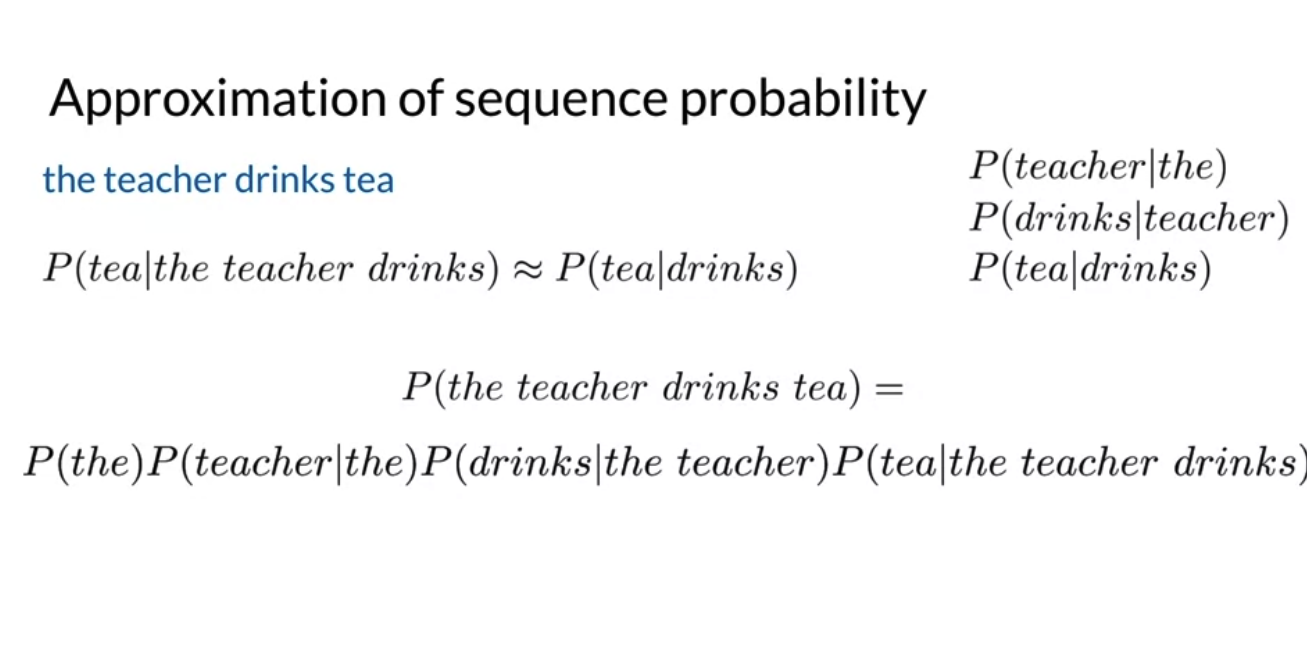 Approximation of sequence probability
the teacher drinks tea
P(tea|the teacher drinks) ≈ P(tea|drinks)
P(teacher|the)
P(drinks|teacher)
P(tea|drinks)
P(the teacher drinks tea) =
P(the)P(teacher|the)P(drinks|the teacher)P(tea|the teacher drinks)